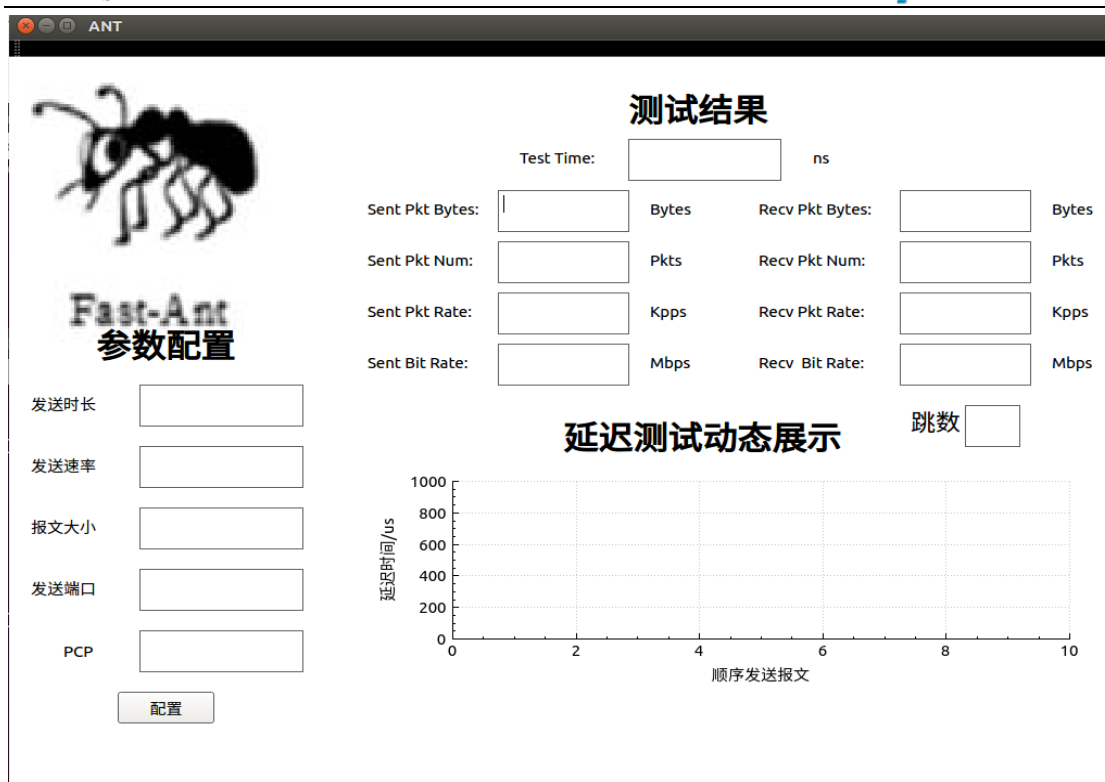 ANT
Fast-Ant
参数配置
发送时长
发送速率
报文大小
发送端口
PCP
配置
测试结果
Test Time: ns
Sent Pkt Bytes: Bytes Recv Pkt Bytes: Bytes
Sent Pkt Num: Pkts Recv Pkt Num: Pkts
Sent Pkt Rate: Kpps Recv Pkt Rate: Kpps
Sent Bit Rate: Mbps Recv Bit Rate: Mbps
跳数
延迟测试动态展示
延迟时间/us
1000
800
600
400
200
0
0 2 4 6 8 10
顺序发送报文